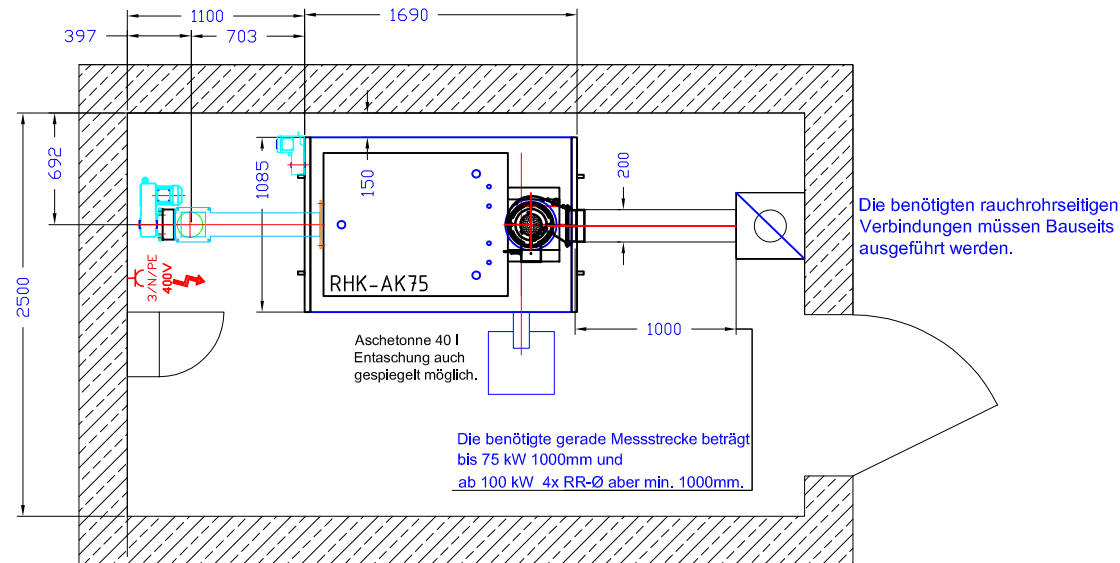 1100
1690
397
703
692
1085
150
200
2500
3/N/PE
400V
RHK-AK75
Die benötigten rauchrohrseitigen
Verbindungen müssen Bauseits
ausgeführt werden.
1000
Aschetonne 40 l
Entaschung auch
gespiegelt möglich.
Die benötigte gerade Messstrecke beträgt
bis 75 kW 1000mm und
ab 100 kW 4x RR-Ø aber min. 1000mm.